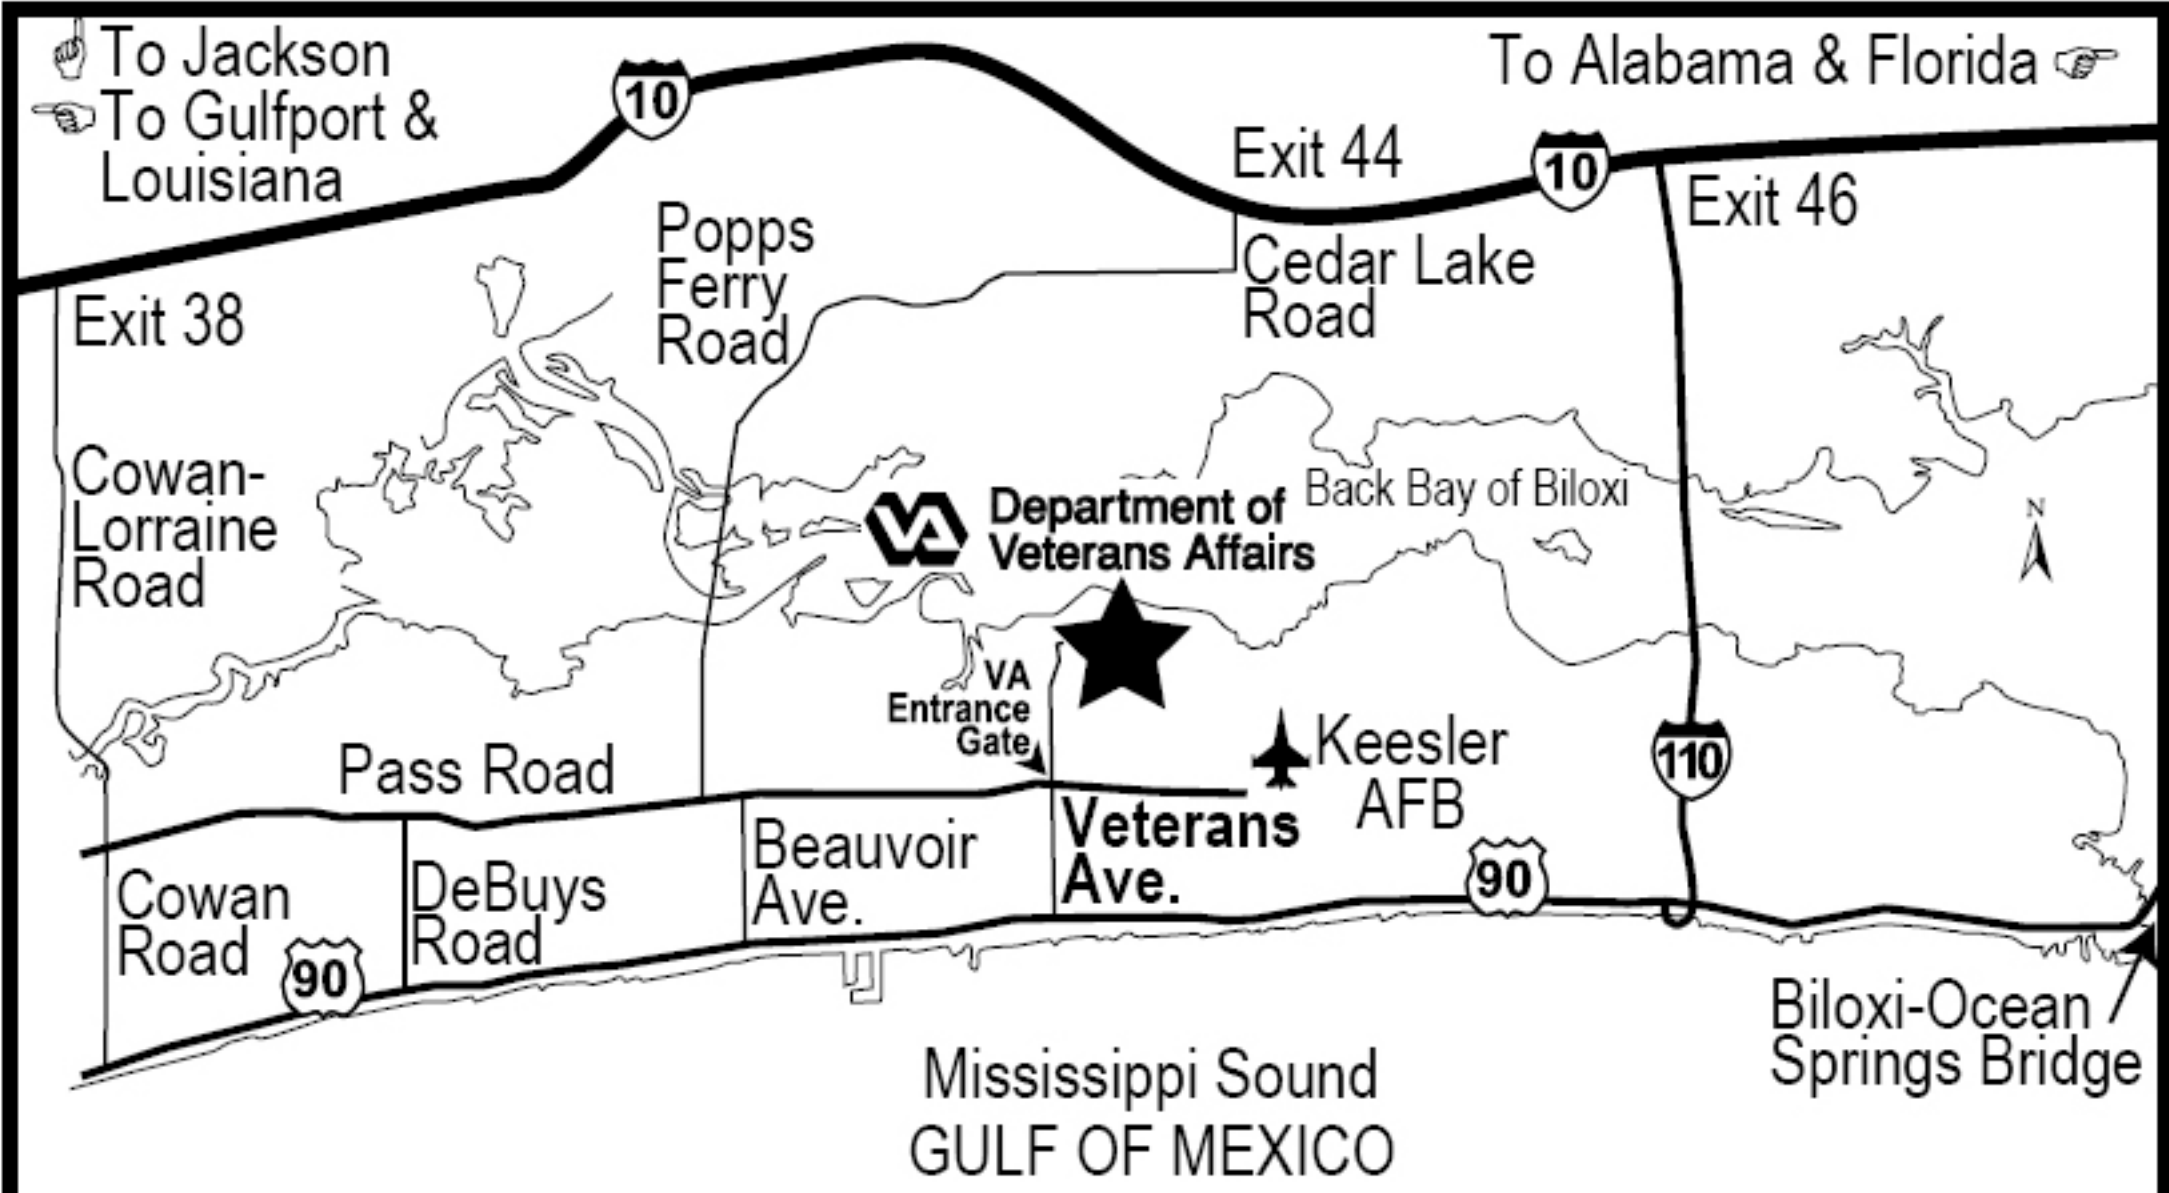 To Jackson
To Gulfport &
Louisiana
10
To Alabama & Florida
Exit 44
10
Exit 46
Popps
Ferry
Road
Cedar Lake
Road
Exit 38
Cowan-
Lorraine
Road
VA
Department of
Veterans Affairs
Back Bay of Biloxi
N
VA
Entrance
Gate
Keesler
AFB
110
Pass Road
Veterans
Ave.
Beauvoir
Ave.
DeBuys
Road
Cowan
Road
90
90
Biloxi-Ocean
Springs Bridge
Mississippi Sound
GULF OF MEXICO